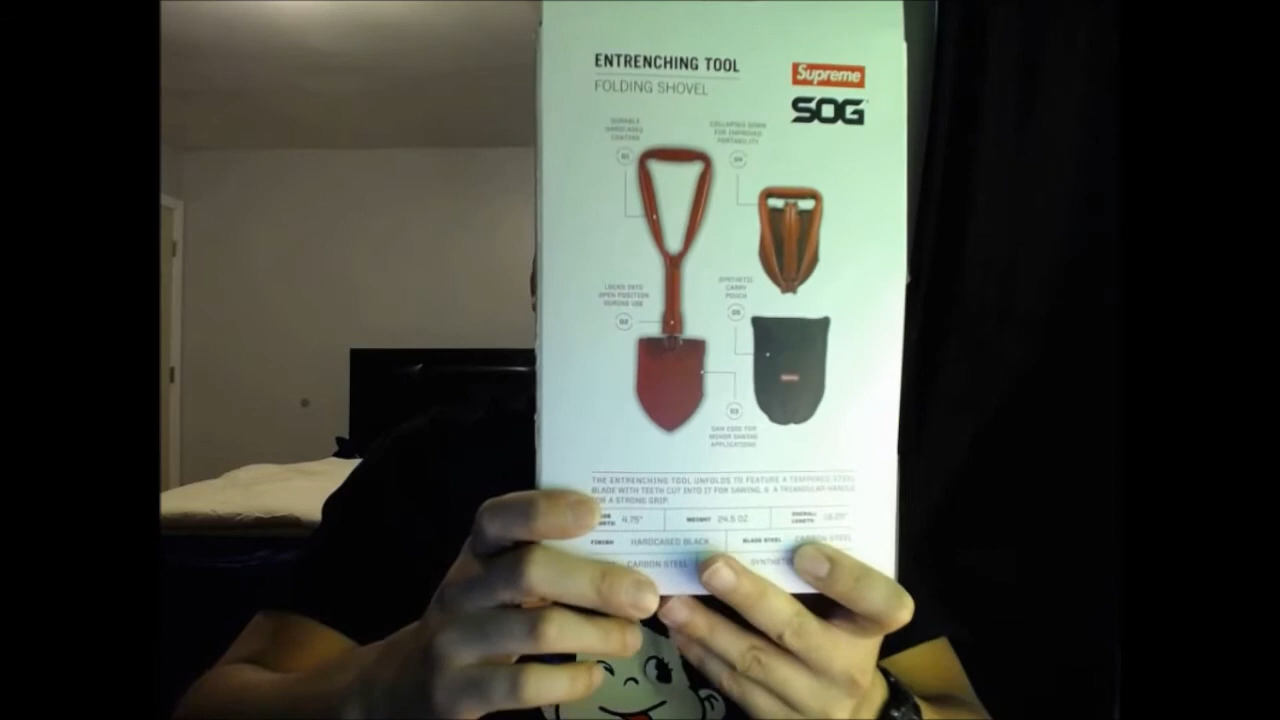 ENTRENCHING TOOL
FOLDING SHOVEL
Supreme
SOG
DURABLE
HARDCASED
COATING
01
COLLAPSES DOWN
FOR IMPROVED
PORTABILITY
04
LOCKS INTO
OPEN POSITION
DURING USE
02
SYNTHETIC
CARRY
POUCH
05
03
SAW EDGE FOR
MINOR SAWING
APPLICATIONS
THE ENTRENCHING TOOL UNFOLDS TO FEATURE A TEMPERED STEEL
BLADE WITH TEETH CUT INTO IT FOR SAWING, & A TRIANGULAR HANDLE
FOR A STRONG GRIP.
4.75" WEIGHT 24.5 OZ OVERALL LENGTH: 18.25"
FINISH HARDCASED BLACK BLADE STEEL CARBON STEEL
CARBON STEEL